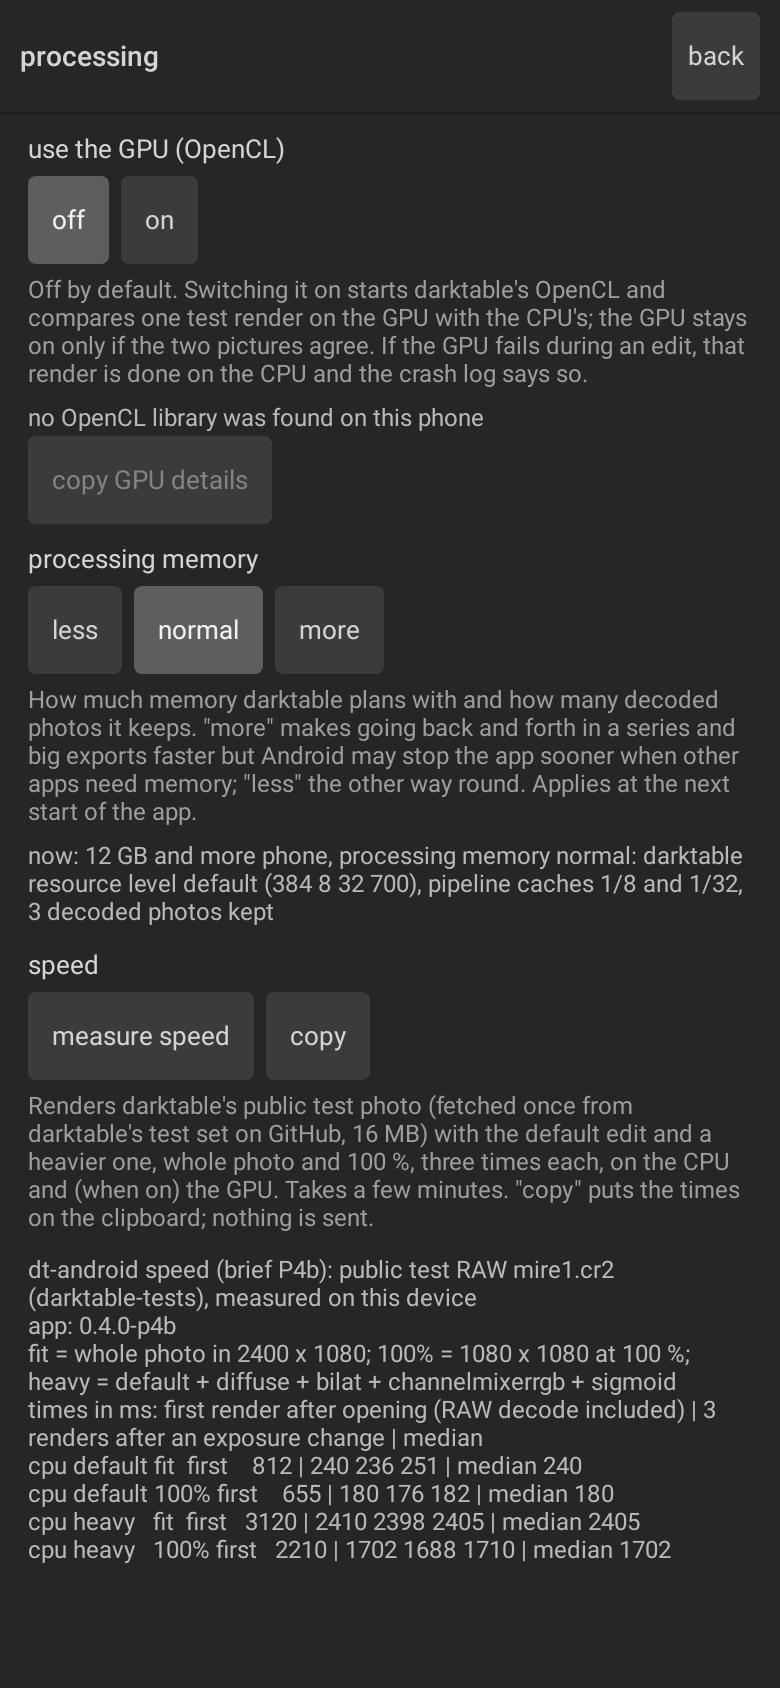 processing
back
use the GPU (OpenCL)
off
on
Off by default. Switching it on starts darktable's OpenCL and
compares one test render on the GPU with the CPU's; the GPU stays
on only if the two pictures agree. If the GPU fails during an edit, that
render is done on the CPU and the crash log says so.
no OpenCL library was found on this phone
copy GPU details
processing memory
less
normal
more
How much memory darktable plans with and how many decoded
photos it keeps. "more" makes going back and forth in a series and
big exports faster but Android may stop the app sooner when other
apps need memory; "less" the other way round. Applies at the next
start of the app.
now: 12 GB and more phone, processing memory normal: darktable
resource level default (384 8 32 700), pipeline caches 1/8 and 1/32,
3 decoded photos kept
speed
measure speed
copy
Renders darktable's public test photo (fetched once from
darktable's test set on GitHub, 16 MB) with the default edit and a
heavier one, whole photo and 100 %, three times each, on the CPU
and (when on) the GPU. Takes a few minutes. "copy" puts the times
on the clipboard; nothing is sent.
dt-android speed (brief P4b): public test RAW mire1.cr2
(darktable-tests), measured on this device
app: 0.4.0-p4b
fit = whole photo in 2400 x 1080; 100% = 1080 x 1080 at 100 %;
heavy = default + diffuse + bilat + channelmixerrgb + sigmoid
times in ms: first render after opening (RAW decode included) | 3
renders after an exposure change | median
cpu default fit  first    812 | 240 236 251 | median 240
cpu default 100% first    655 | 180 176 182 | median 180
cpu heavy   fit  first   3120 | 2410 2398 2405 | median 2405
cpu heavy   100% first   2210 | 1702 1688 1710 | median 1702